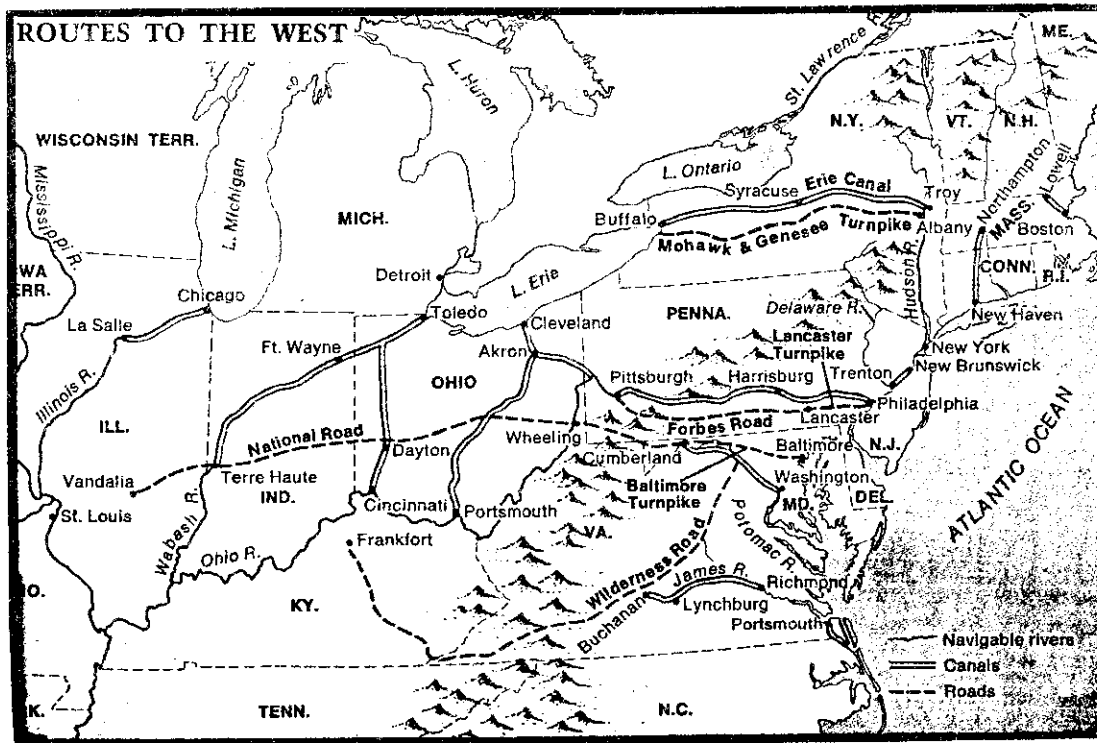 ROUTES TO THE WEST
ME.
St. Lawrence R.
L. Huron
N.Y.
VT.
N.H.
WISCONSIN TERR.
L. Ontario
Mississippi R.
L. Michigan
MICH.
Syracuse
Erie Canal
Troy
Northampton
Lowell
Buffalo
Mohawk & Genesee Turnpike
Albany
MASS.
Boston
Detroit
L. Erie
Hudson R.
CONN.
R.I.
WA
ERR.
Chicago
Toledo
Cleveland
PENNA.
Delaware R.
New Haven
La Salle
Ft. Wayne
Akron
Lancaster
Turnpike
New York
New Brunswick
Trenton
OHIO
Pittsburgh
Harrisburg
Illinois R.
Philadelphia
ILL.
National Road
Wheeling
Forbes Road
Lancaster
Dayton
Cumberland
Baltimore
N.J.
Vandalia
Terre Haute
IND.
Baltimore
Turnpike
Washington
MD.
DEL.
ATLANTIC OCEAN
St. Louis
Wabash R.
Cincinnati
Portsmouth
VA.
Potomac R.
Ohio R.
Frankfort
Wilderness Road
James R.
Richmond
O.
KY.
Buchanan
Lynchburg
Portsmouth
Navigable rivers
Canals
Roads
K.
TENN.
N.C.